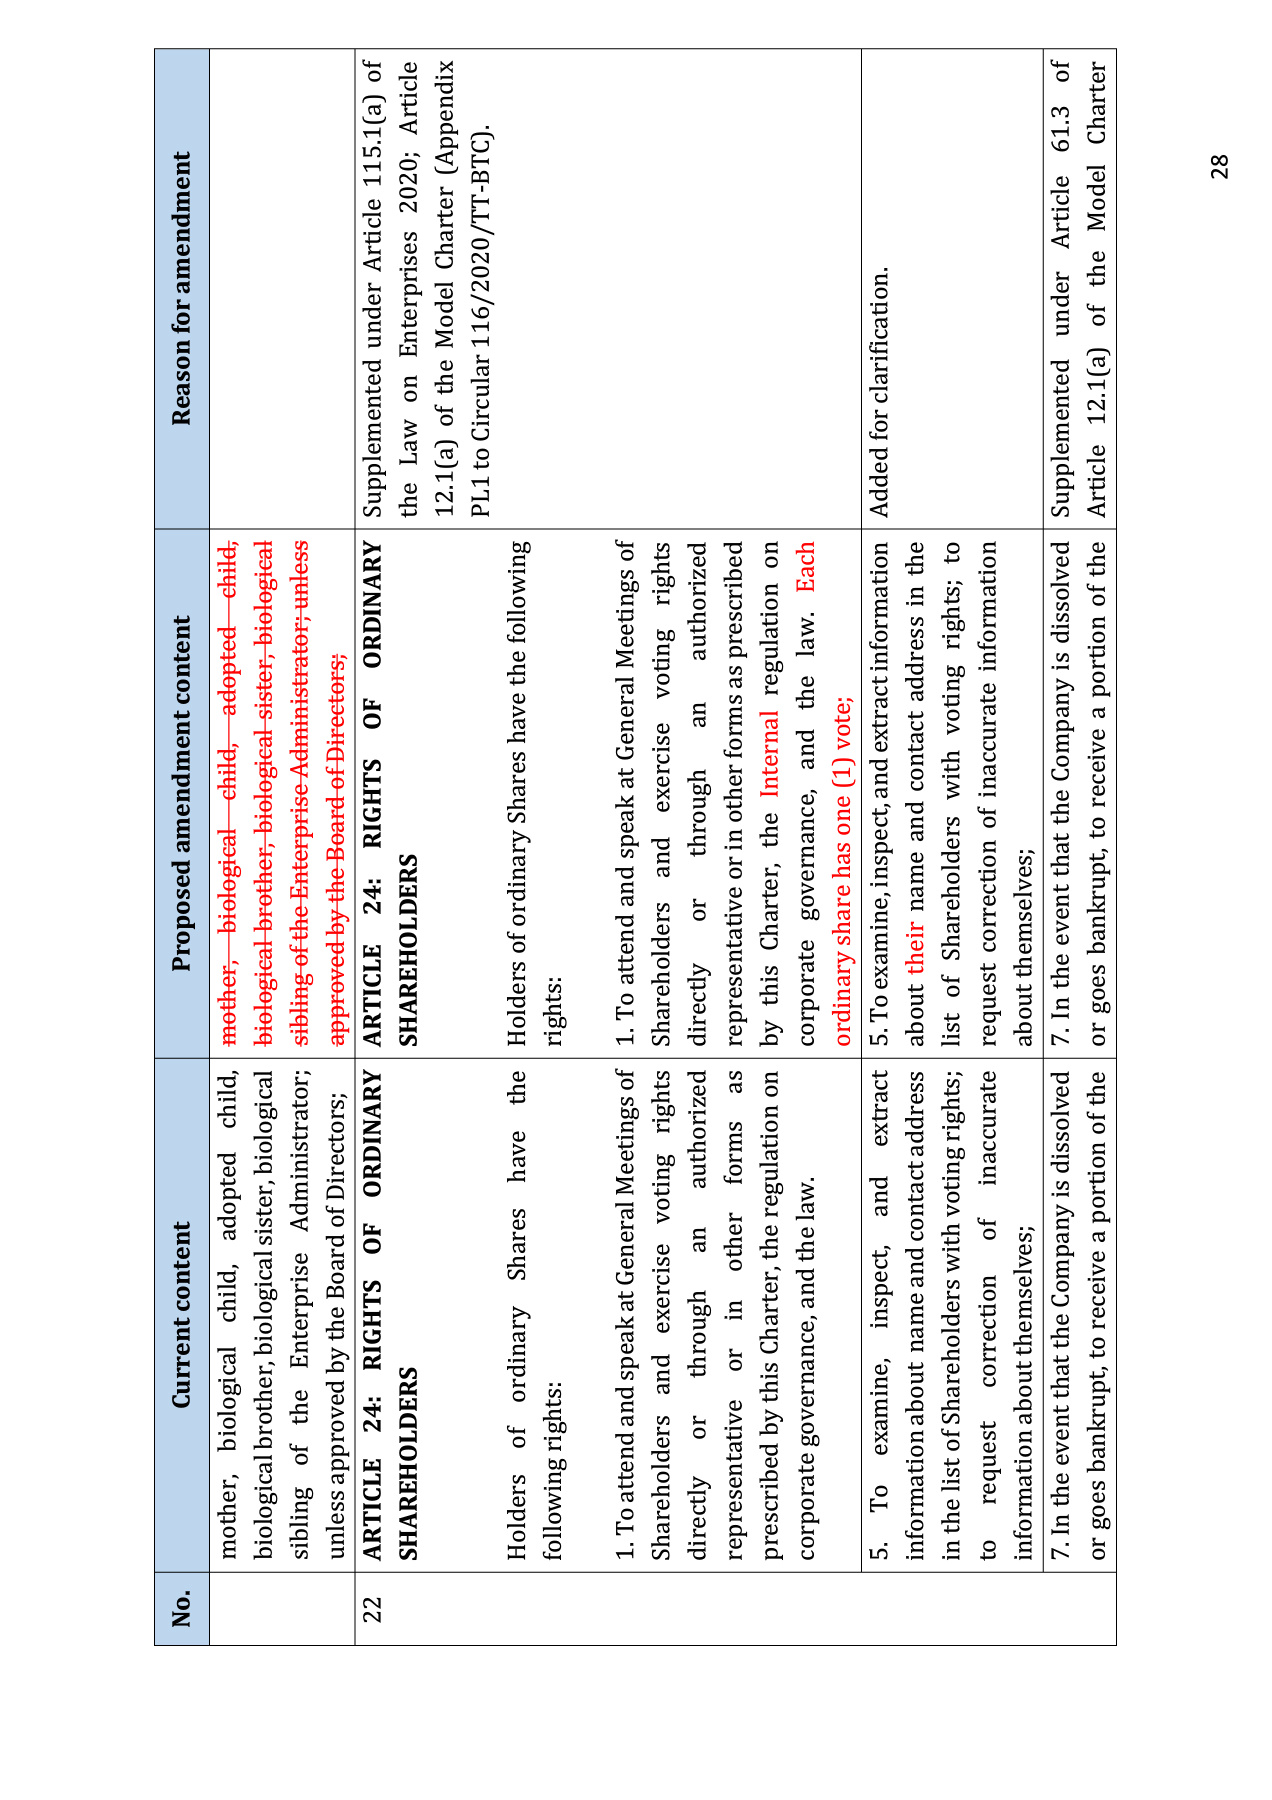 No.
Current content
Proposed amendment content
Reason for amendment
mother, biological child, adopted child,
biological brother, biological sister, biological
sibling of the Enterprise Administrator;
unless approved by the Board of Directors;
mother, biological child, adopted child,
biological brother, biological sister, biological
sibling of the Enterprise Administrator; unless
approved by the Board of Directors;
22
ARTICLE 24: RIGHTS OF ORDINARY
SHAREHOLDERS
Holders of ordinary Shares have the
following rights:
1. To attend and speak at General Meetings of
Shareholders and exercise voting rights
directly or through an authorized
representative or in other forms as
prescribed by this Charter, the regulation on
corporate governance, and the law.
ARTICLE 24: RIGHTS OF ORDINARY
SHAREHOLDERS
Holders of ordinary Shares have the following
rights:
1. To attend and speak at General Meetings of
Shareholders and exercise voting rights
directly or through an authorized
representative or in other forms as prescribed
by this Charter, the Internal regulation on
corporate governance, and the law. Each
ordinary share has one (1) vote;
Supplemented under Article 115.1(a) of
the Law on Enterprises 2020; Article
12.1(a) of the Model Charter (Appendix
PL1 to Circular 116/2020/TT-BTC).
5. To examine, inspect, and extract
information about name and contact address
in the list of Shareholders with voting rights;
to request correction of inaccurate
information about themselves;
5. To examine, inspect, and extract information
about their name and contact address in the
list of Shareholders with voting rights; to
request correction of inaccurate information
about themselves;
Added for clarification.
7. In the event that the Company is dissolved
or goes bankrupt, to receive a portion of the
7. In the event that the Company is dissolved
or goes bankrupt, to receive a portion of the
Supplemented under Article 61.3 of
Article 12.1(a) of the Model Charter
28